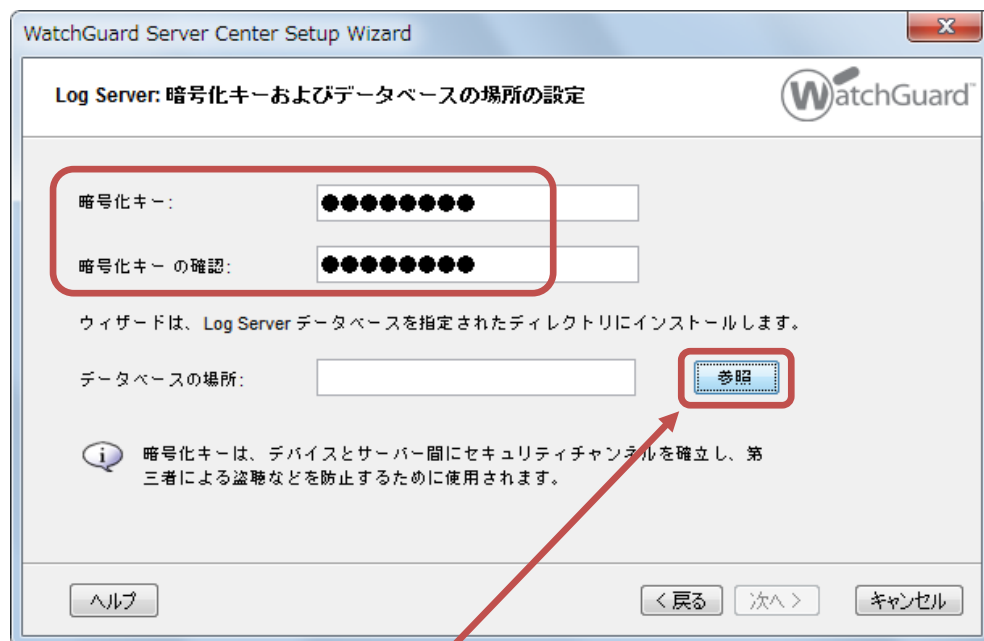 WatchGuard Server Center Setup Wizard
Log Server: 暗号化キーおよびデータベースの場所の設定
WatchGuard™
暗号化キー:
暗号化キー の確認:
ウィザードは、Log Server データベースを指定されたディレクトリにインストールします。
データベースの場所:
参照
暗号化キーは、デバイスとサーバー間にセキュリティチャンネルを確立し、第
三者による盗聴などを防止するために使用されます。
ヘルプ
< 戻る
次へ >
キャンセル